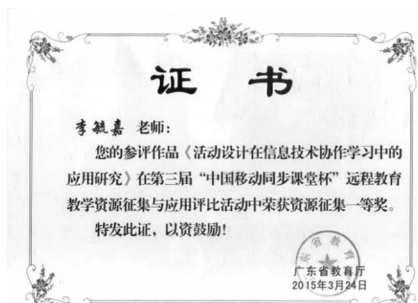 证 书
李毓嘉 老师：
您的参评作品《活动设计在信息技术协作学习中的
应用研究》在第三届“中国移动同步课堂杯”远程教育
教学资源征集与应用评比活动中荣获资源征集一等奖。
特发此证，以资鼓励！
广东省教育厅
2015年3月24日